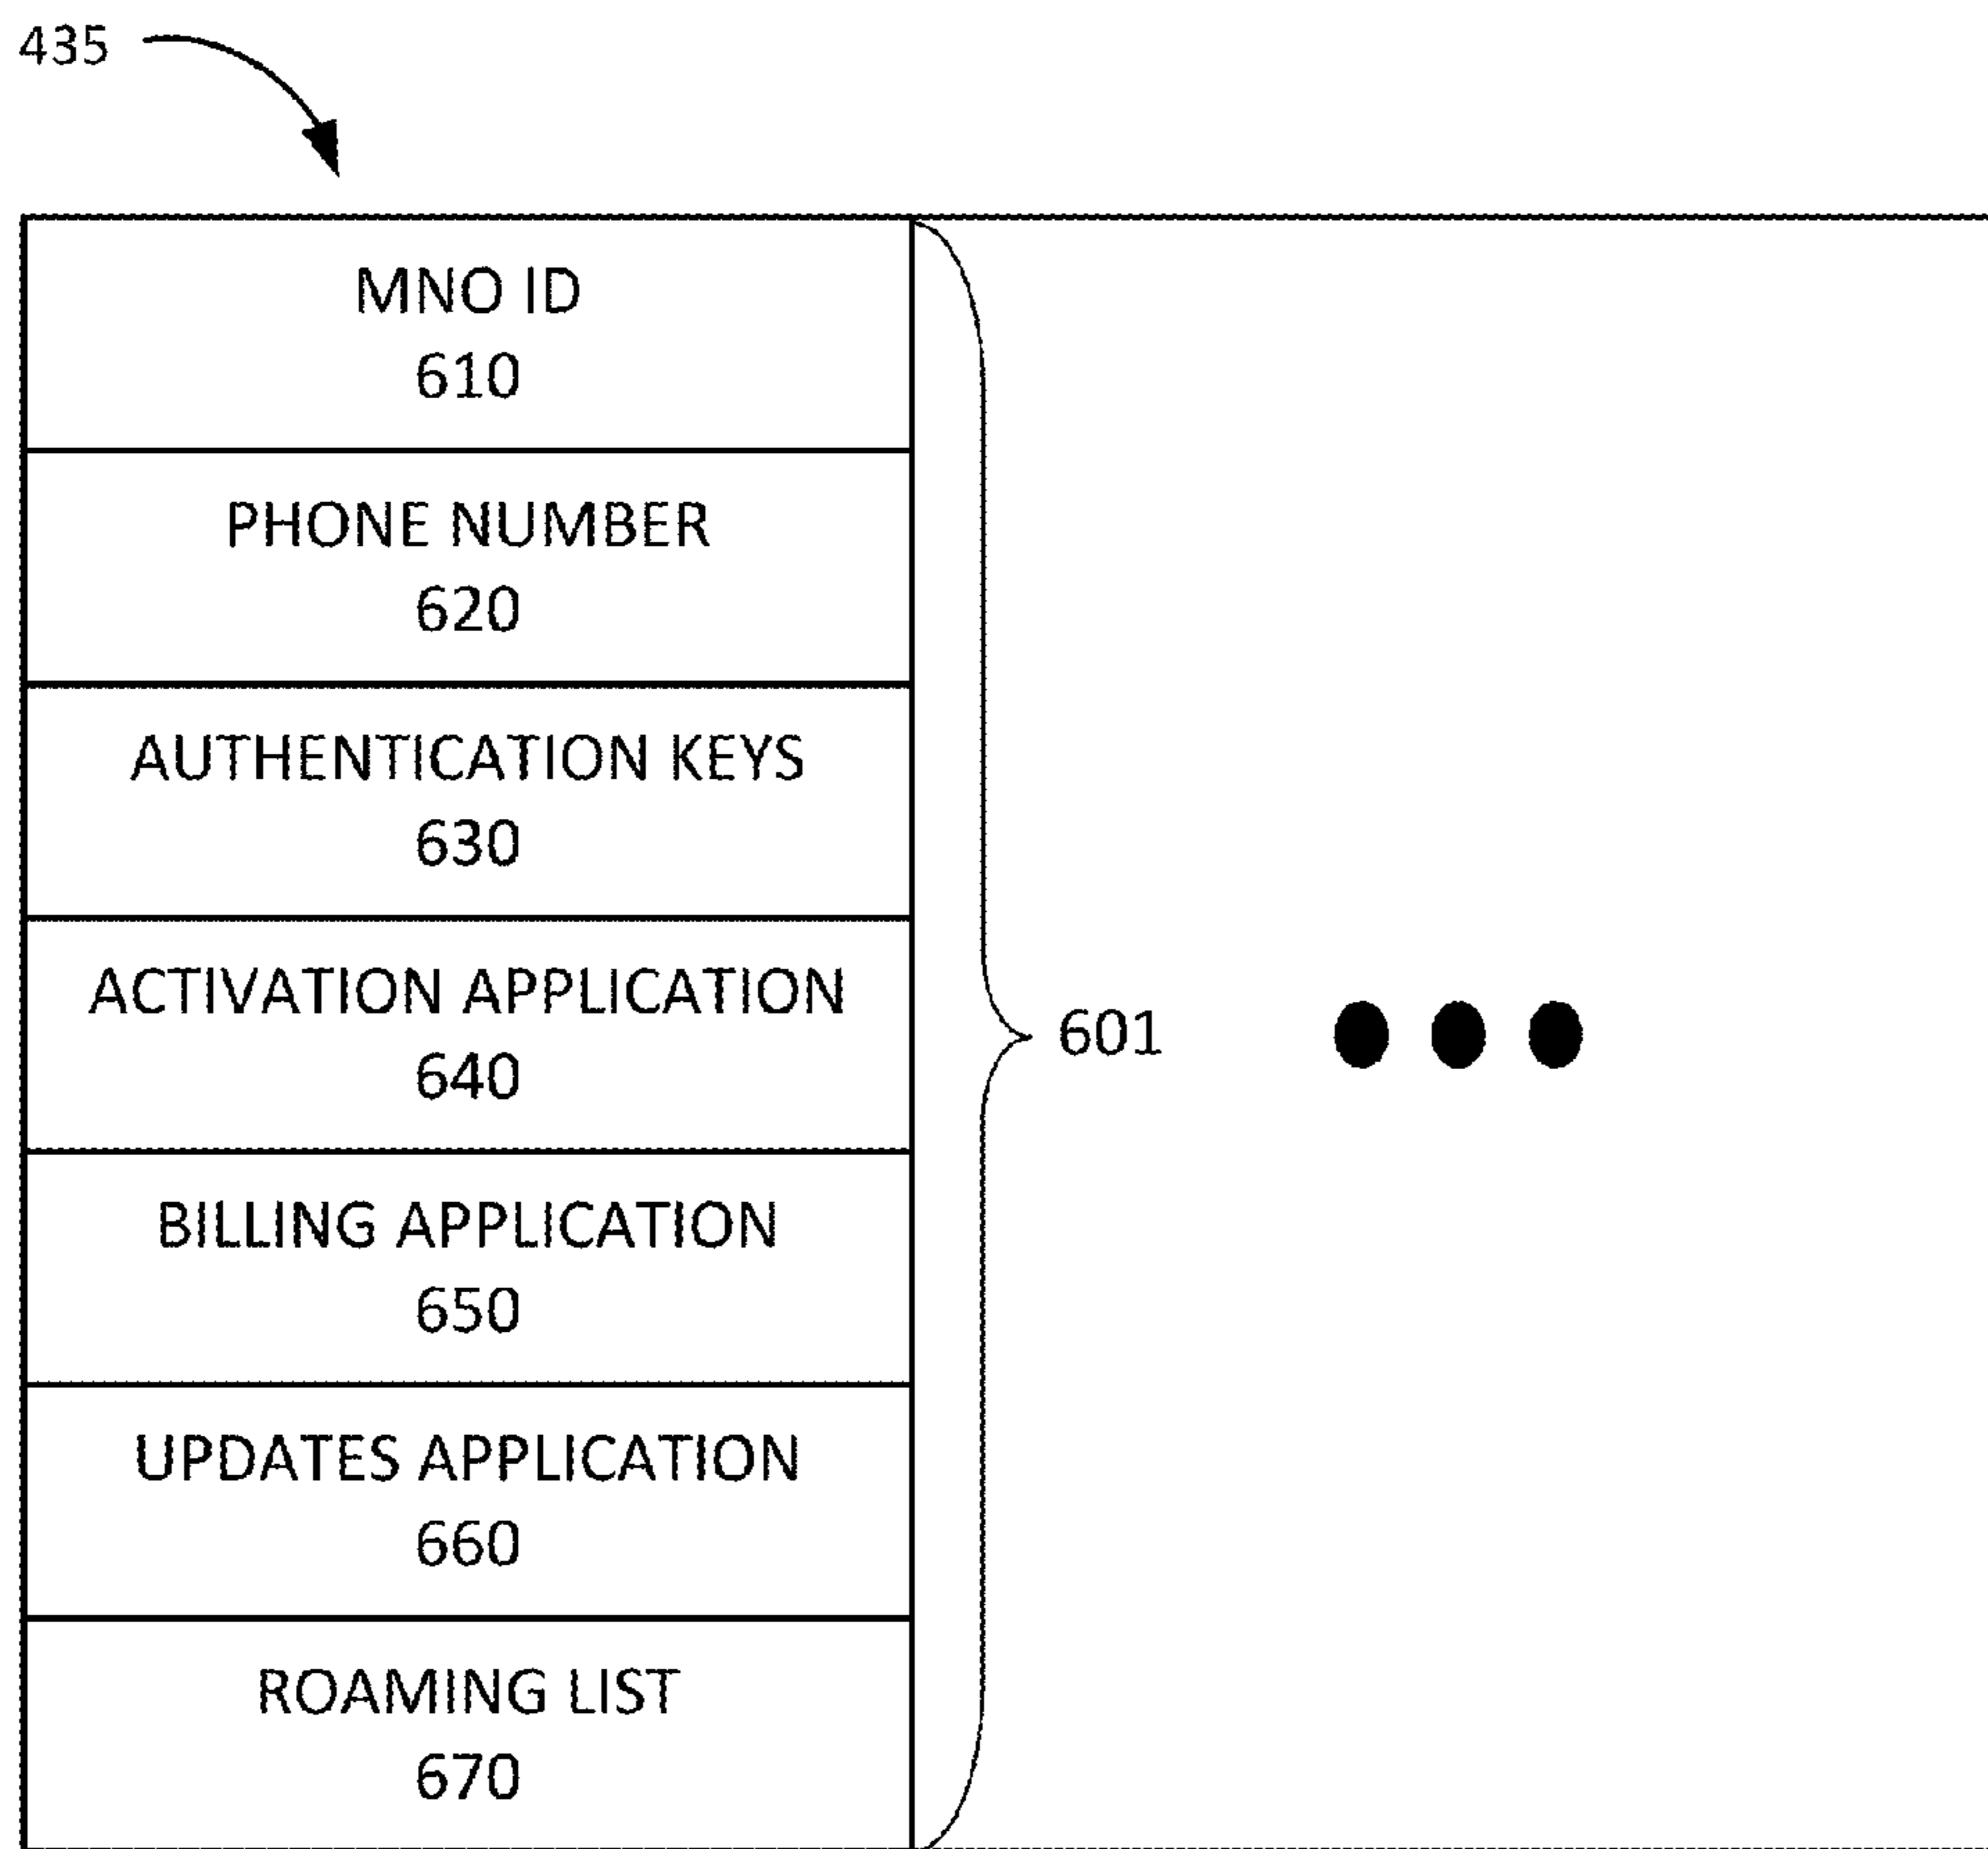 435
MNO ID
610
PHONE NUMBER
620
AUTHENTICATION KEYS
630
ACTIVATION APPLICATION
640
601
BILLING APPLICATION
650
UPDATES APPLICATION
660
ROAMING LIST
670